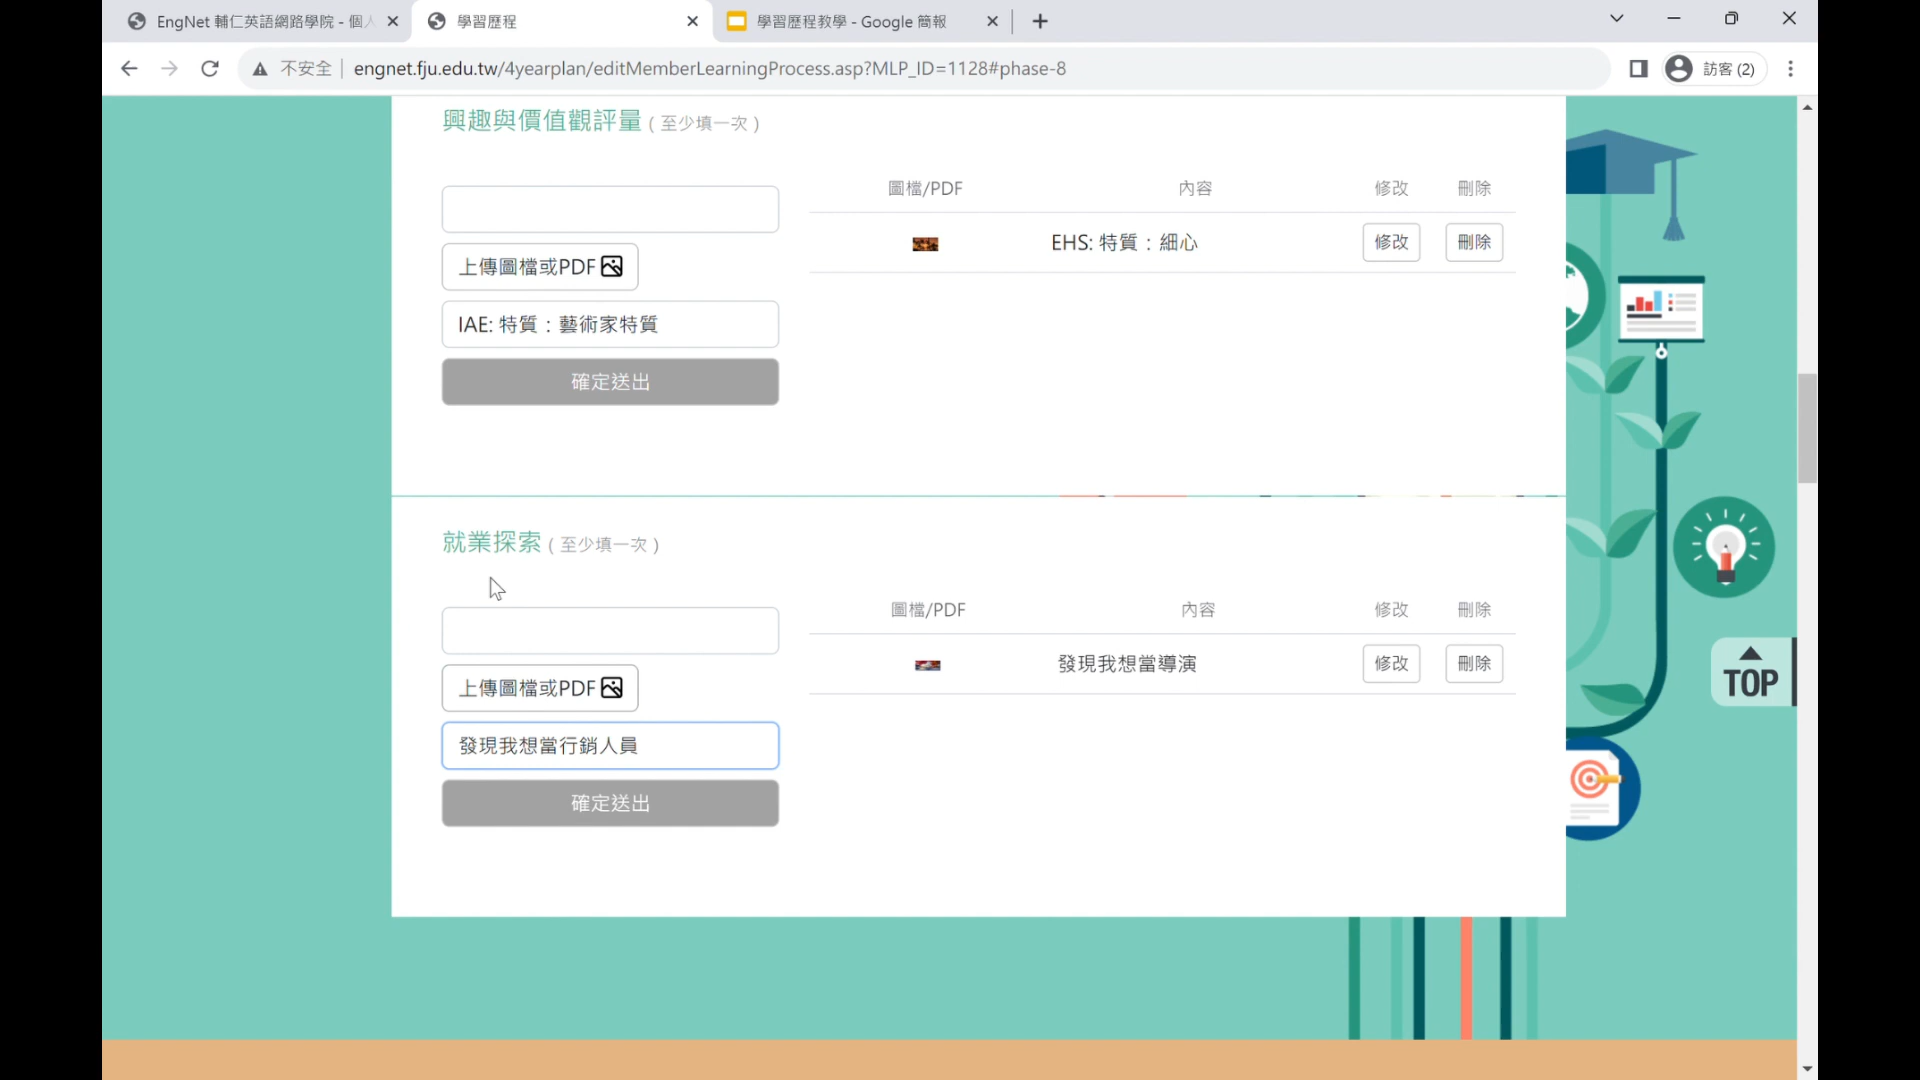 EngNet 輔仁英語網路學院 - 個人
學習歷程
學習歷程教學 - Google 簡報
不安全
engnet.fju.edu.tw/4yearplan/editMemberLearningProcess.asp?MLP_ID=1128#phase-8
訪客 (2)
興趣與價值觀評量 ( 至少填一次 )
圖檔/PDF 內容 修改 刪除
EHS: 特質：細心 修改 刪除
上傳圖檔或PDF
IAE: 特質：藝術家特質
確定送出
就業探索 ( 至少填一次 )
圖檔/PDF 內容 修改 刪除
發現我想當導演 修改 刪除
上傳圖檔或PDF
發現我想當行銷人員
確定送出
TOP